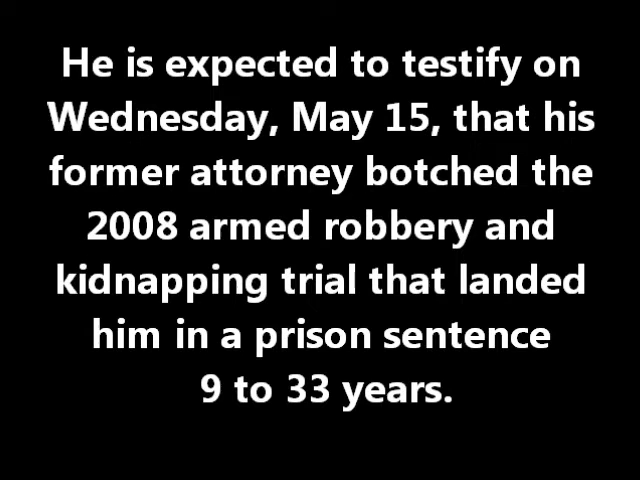 He is expected to testify on
Wednesday, May 15, that his
former attorney botched the
2008 armed robbery and
kidnapping trial that landed
him in a prison sentence
9 to 33 years.